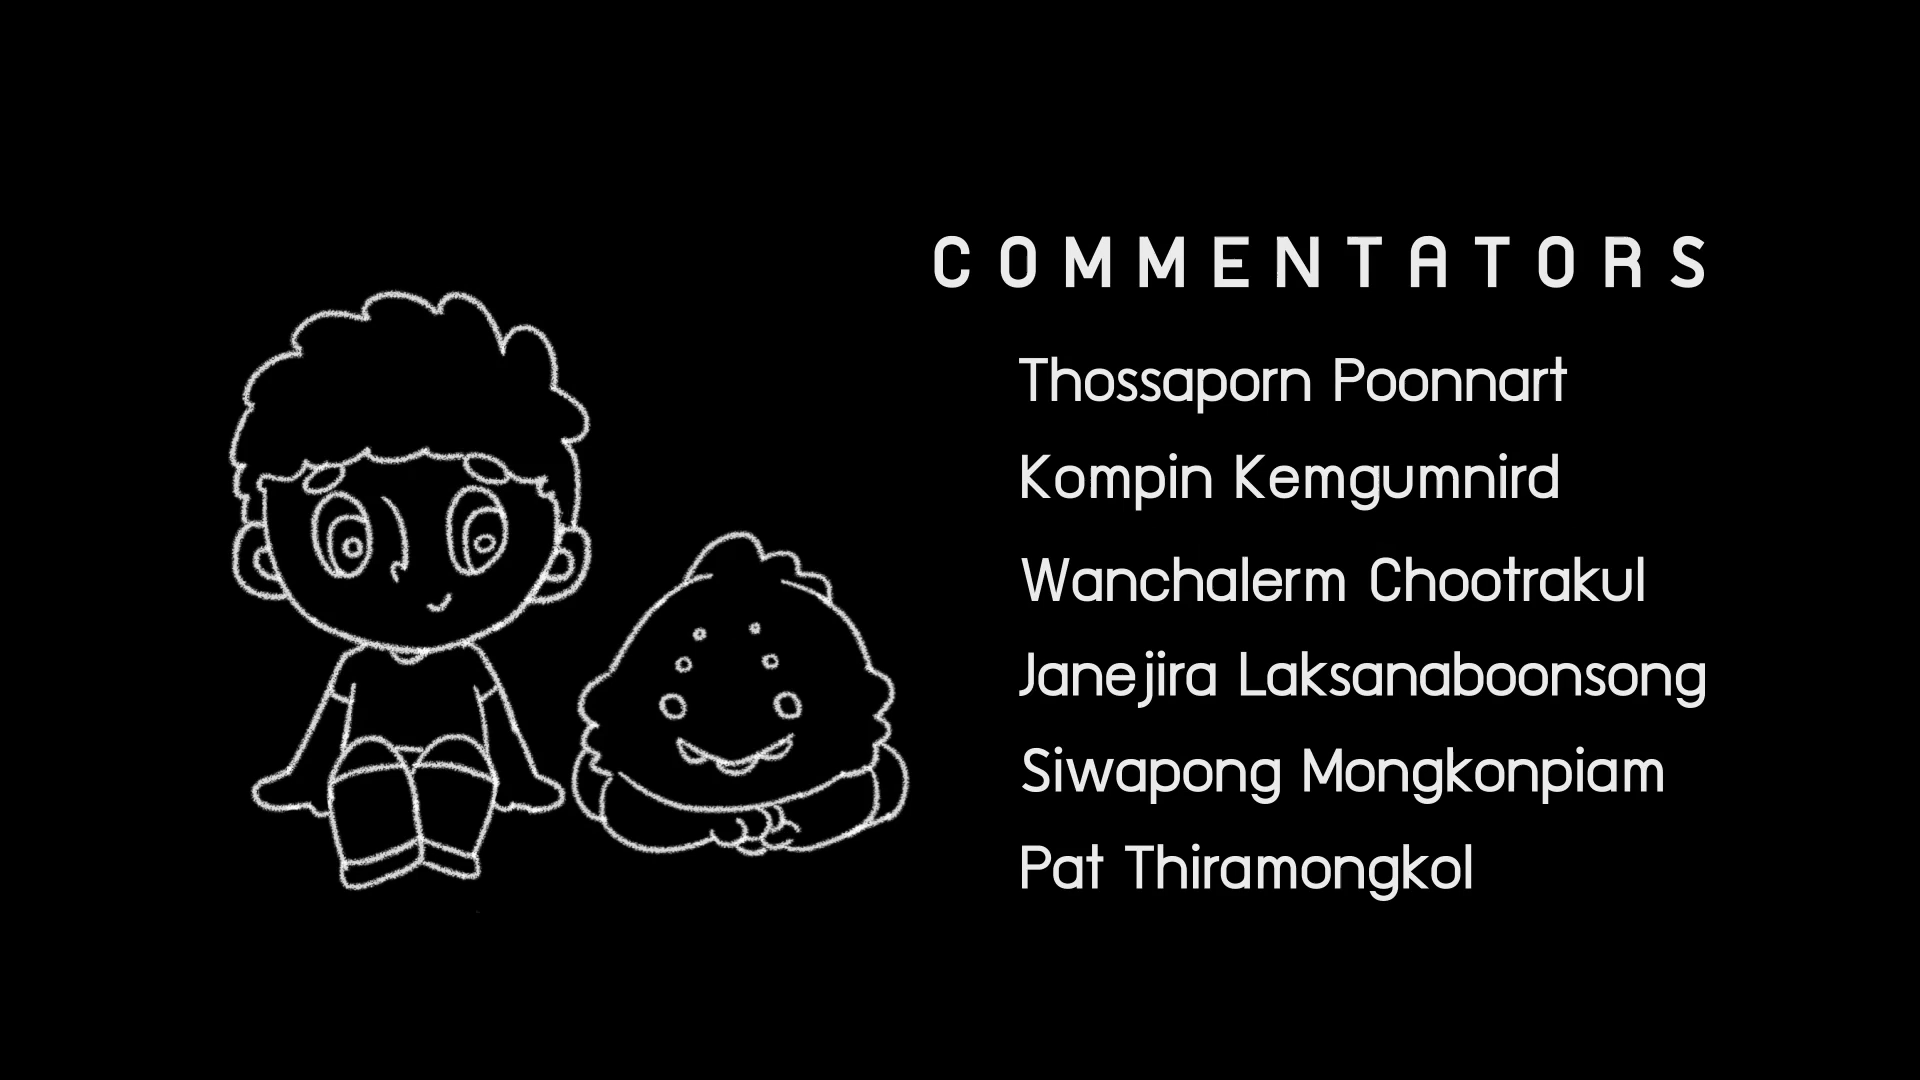 COMMENTATORS
Thossaporn Poonnart
Kompin Kemgumnird
Wanchalerm Chootrakul
Janejira Laksanaboonsong
Siwapong Mongkonpiam
Pat Thiramongkol